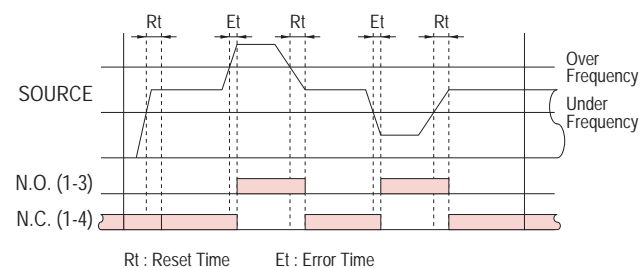 Rt Et Rt Et Rt
Over
Frequency
SOURCE
Under
Frequency
N.O. (1-3)
N.C. (1-4)
Rt : Reset Time Et : Error Time